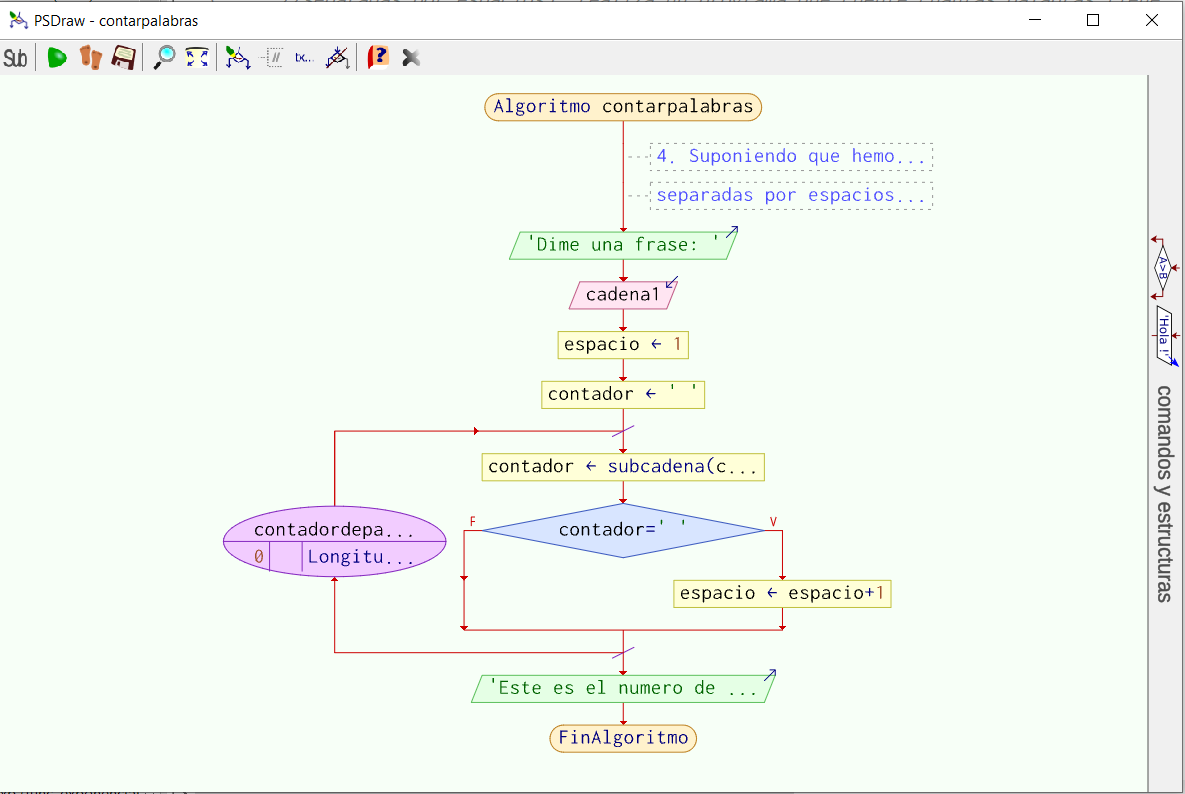 PSDraw - contarpalabras
Sub
tx...
?
Algoritmo contarpalabras
4. Suponiendo que hemo...
separadas por espacios...
'Dime una frase: '
cadena1
espacio ← 1
contador ← ' '
contador ← subcadena(c...
contadordepa...
0 Longitu...
F
contador=' '
V
espacio ← espacio+1
'Este es el numero de ...
FinAlgoritmo
A>B
'Hola !'
comandos y estructuras